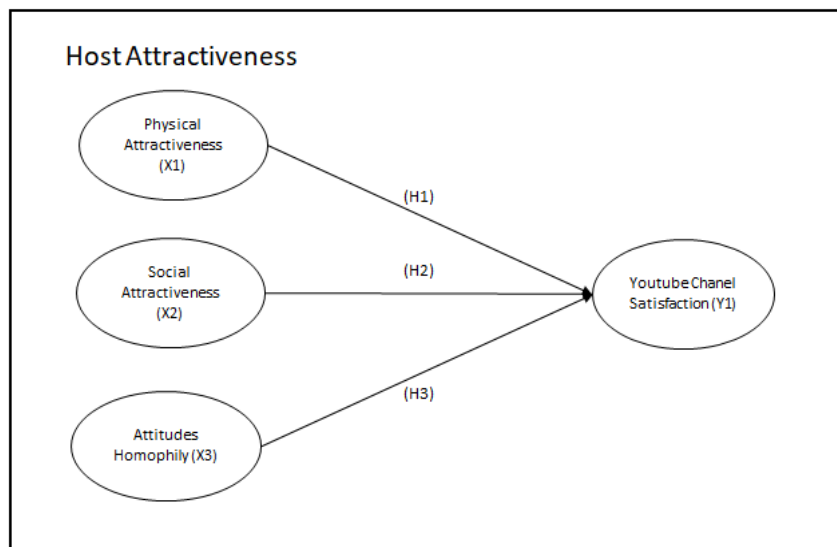 Host Attractiveness
Physical
Attractiveness
(X1)
(H1)
Social
Attractiveness
(X2)
(H2)
Youtube Chanel
Satisfaction (Y1)
(H3)
Attitudes
Homophily (X3)